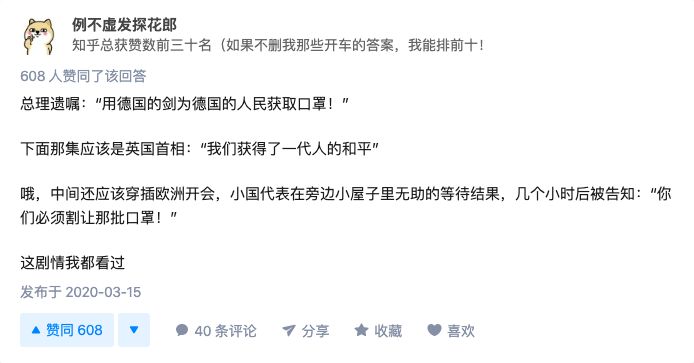 例不虚发探花郎
知乎总获赞数前三十名（如果不删我那些开车的答案，我能排前十！
608 人赞同了该回答
总理遗嘱：“用德国的剑为德国的人民获取口罩！”
下面那集应该是英国首相：“我们获得了一代人的和平”
哦，中间还应该穿插欧洲开会，小国代表在旁边小屋子里无助的等待结果，几个小时后被告知：“你
们必须割让那批口罩！”
这剧情我都看过
发布于 2020-03-15
赞同 608 40 条评论 分享 收藏 喜欢